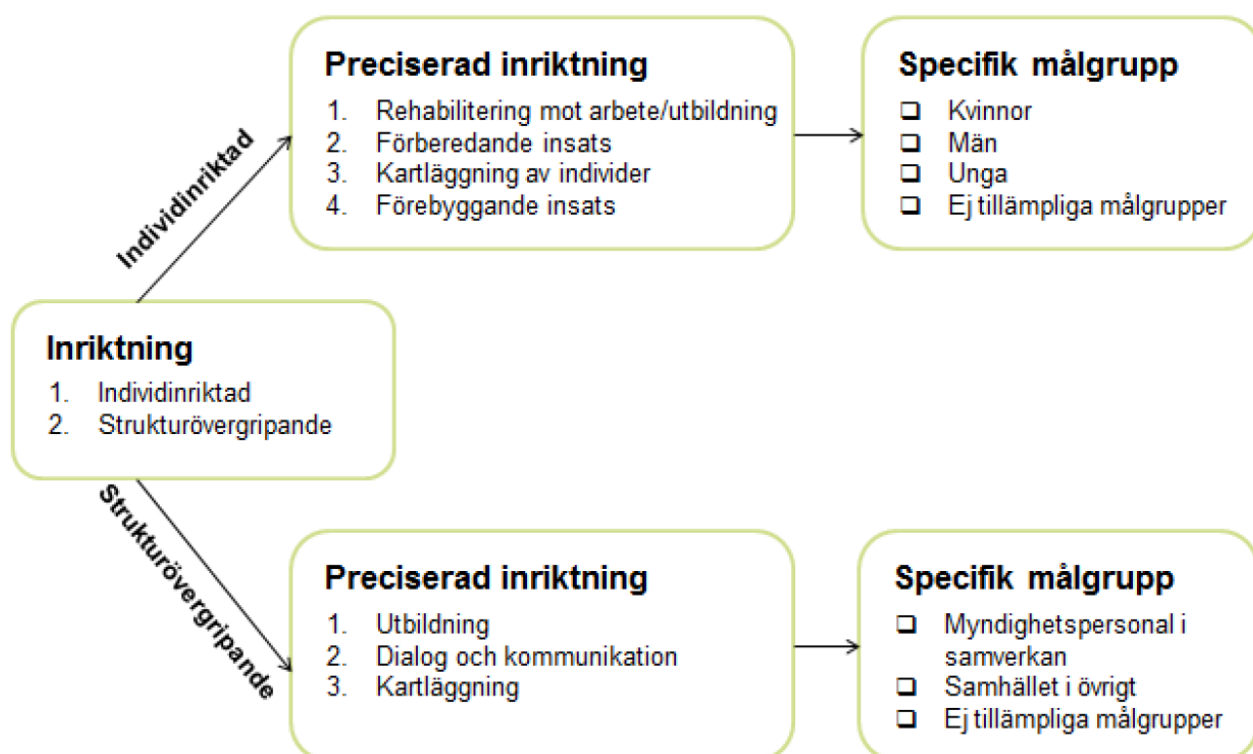 Inriktning
1. Individinriktad
2. Strukturövergripande
Individinriktad
Preciserad inriktning
1. Rehabilitering mot arbete/utbildning
2. Förberedande insats
3. Kartläggning av individer
4. Förebyggande insats
Specifik målgrupp
Kvinnor
Män
Unga
Ej tillämpliga målgrupper
Strukturövergripande
Preciserad inriktning
1. Utbildning
2. Dialog och kommunikation
3. Kartläggning
Specifik målgrupp
Myndighetspersonal i
samverkan
Samhället i övrigt
Ej tillämpliga målgrupper